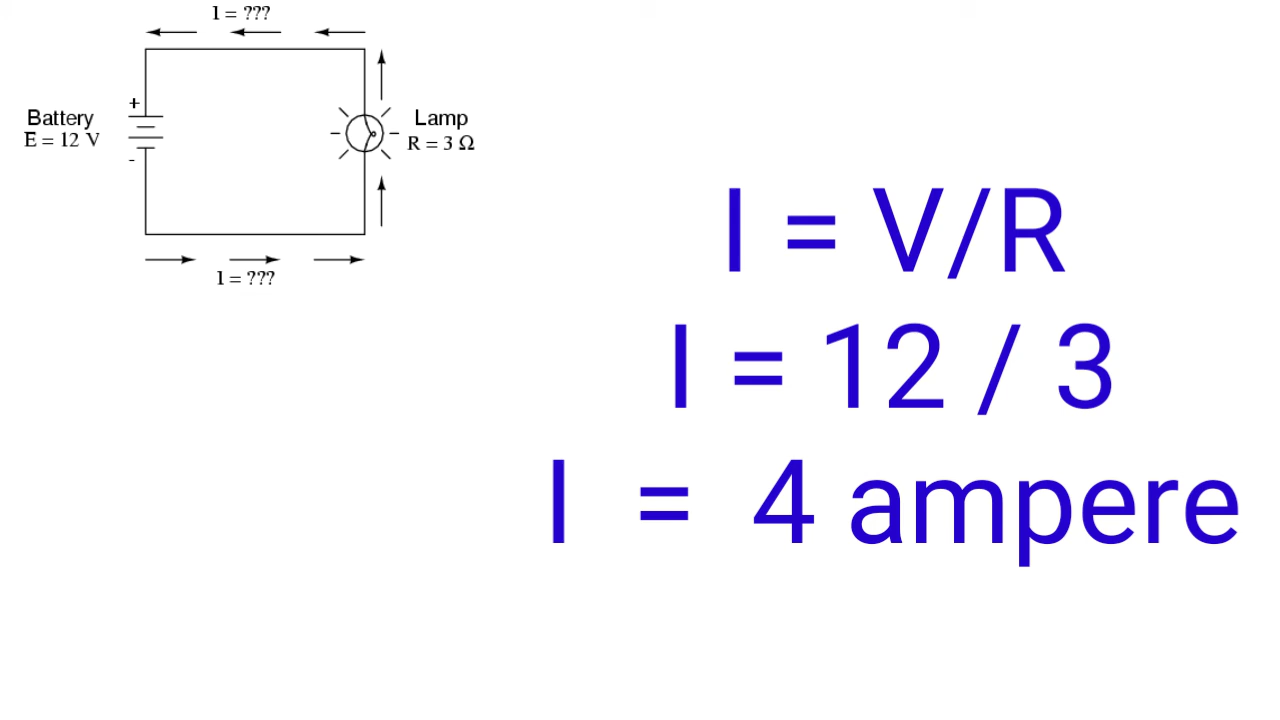 I = ???
+
Battery
E = 12 V
-
Lamp
R = 3 Ω
I = ???
I = V/R
I = 12 / 3
I = 4 ampere